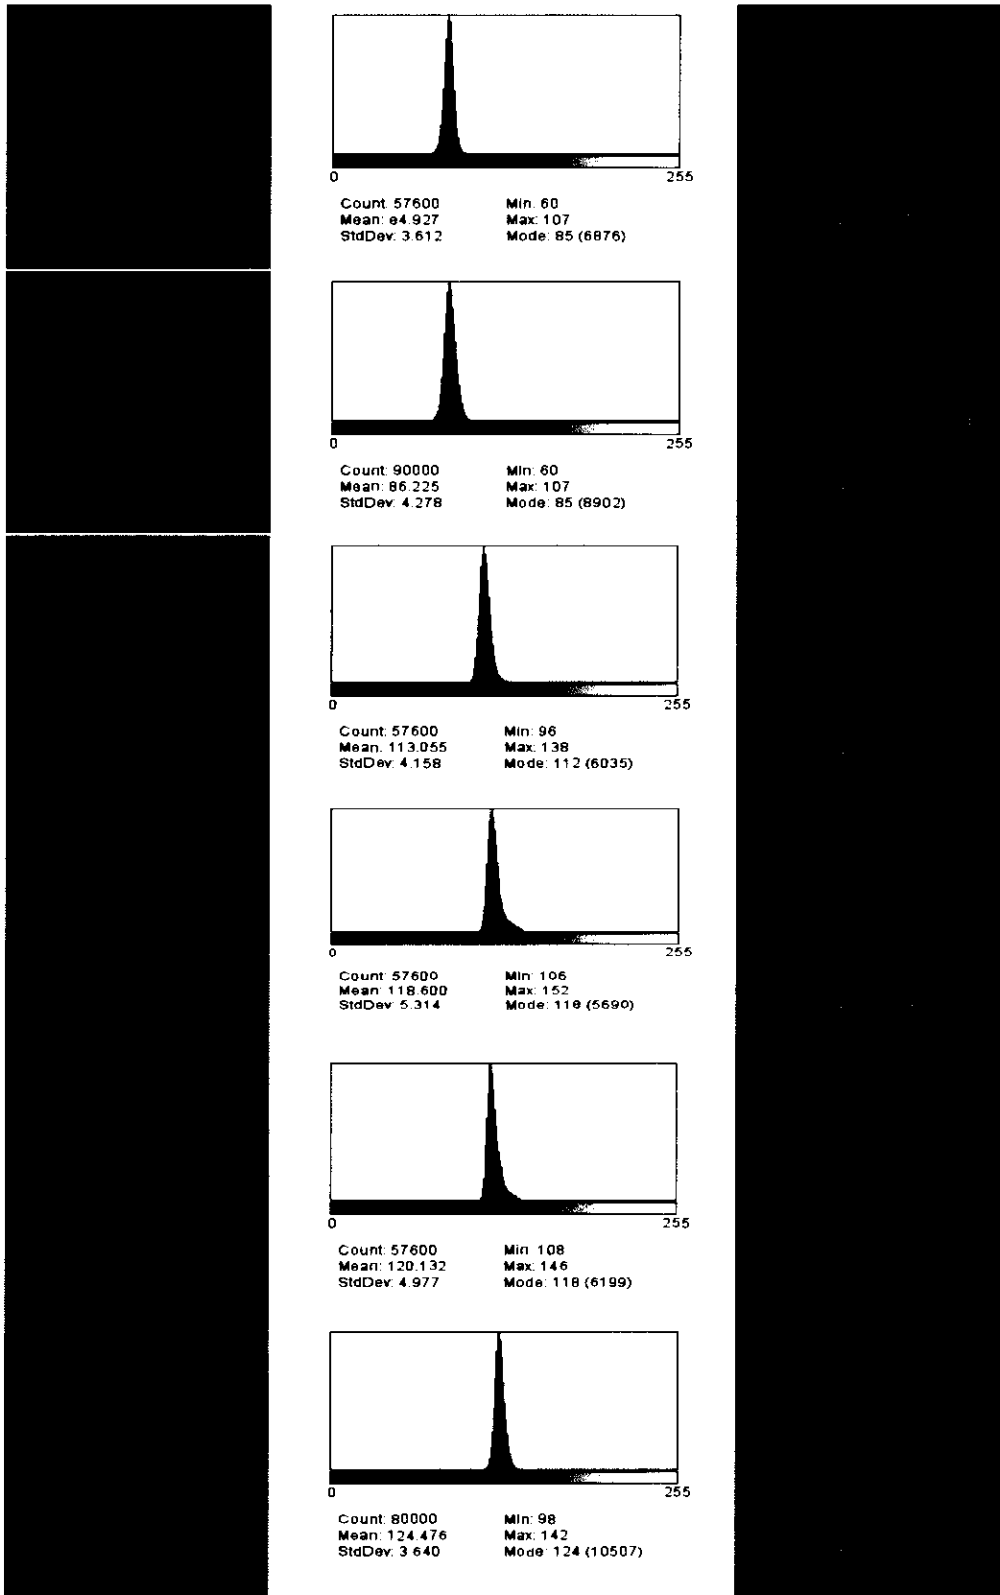 0 255
Count: 57600 Min: 60
Mean: e4.927 Max: 107
StdDev: 3.612 Mode: 85 (6876)
0 255
Count: 90000 Min: 60
Mean: 86.225 Max: 107
StdDev: 4.278 Mode: 85 (8902)
0 255
Count: 57600 Min: 96
Mean: 113.055 Max: 138
StdDev: 4.158 Mode: 112 (6035)
0 255
Count: 57600 Min: 106
Mean: 118.600 Max: 152
StdDev: 5.314 Mode: 118 (5690)
0 255
Count: 57600 Min: 108
Mean: 120.132 Max: 146
StdDev: 4.977 Mode: 118 (6199)
0 255
Count: 80000 Min: 98
Mean: 124.476 Max: 142
StdDev: 3.640 Mode: 124 (10507)